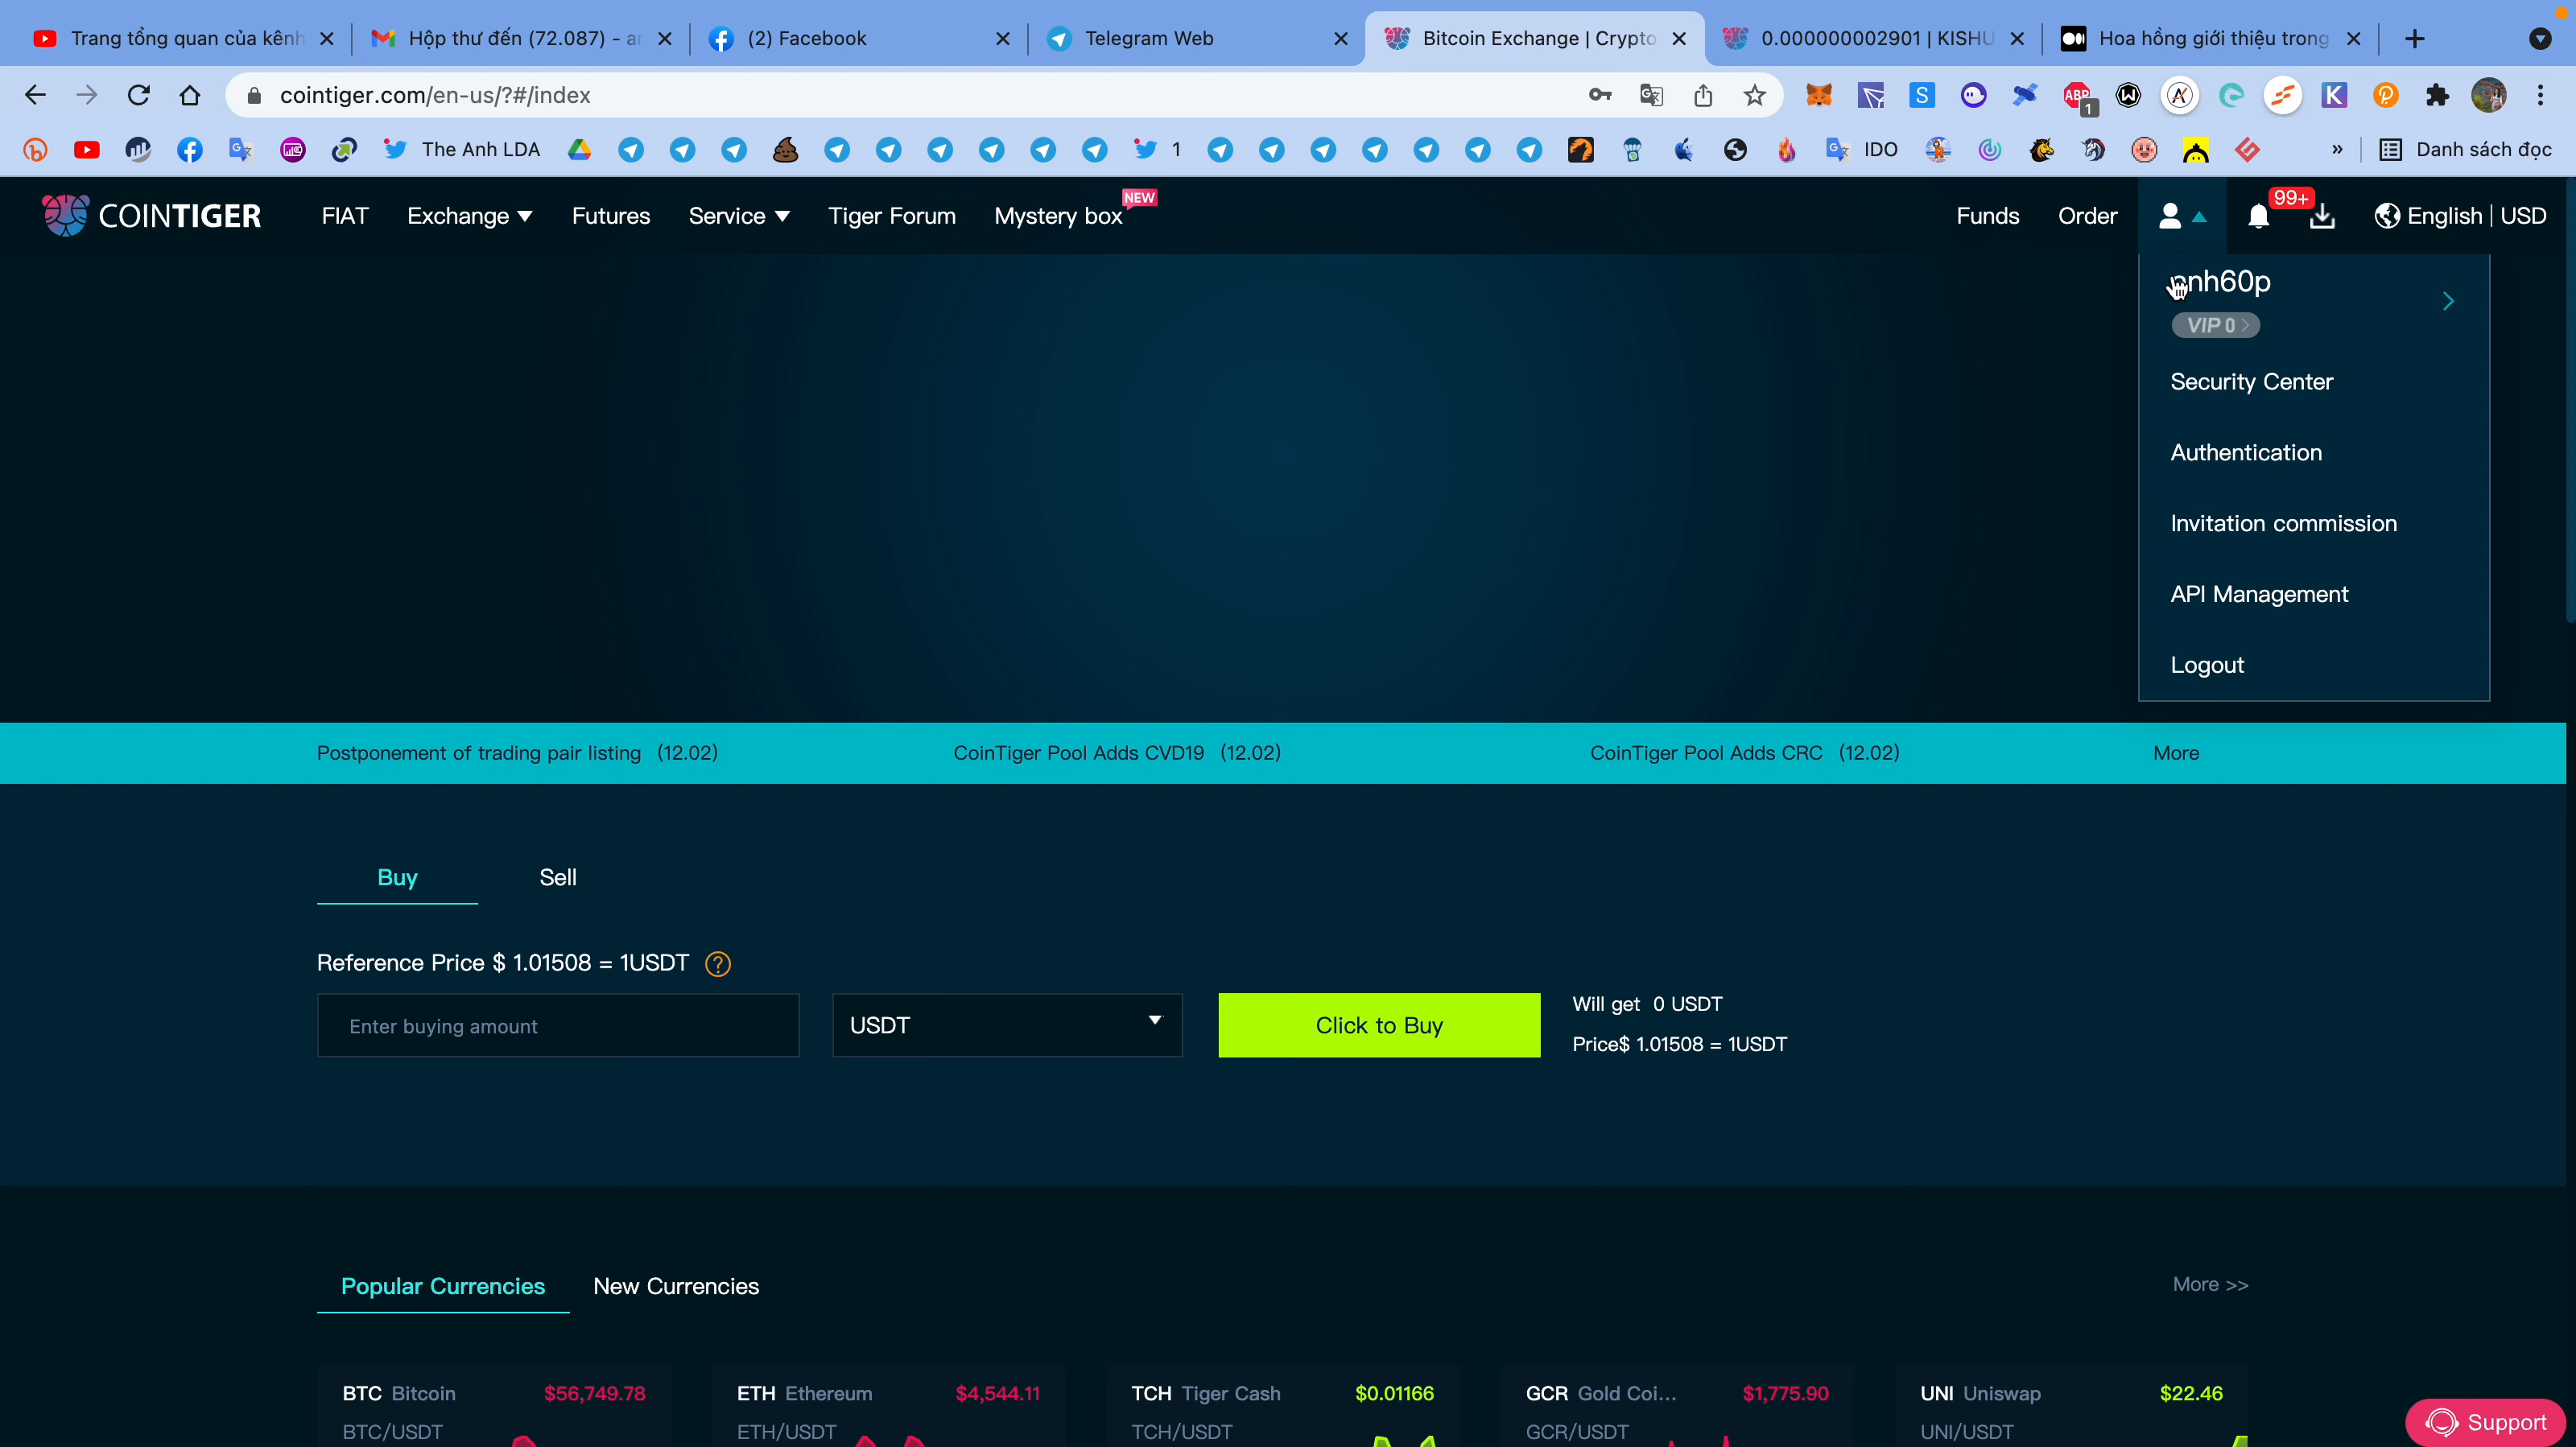 Trang tổng quan của kênh
Hộp thư đến (72.087) - an
(2) Facebook
Telegram Web
Bitcoin Exchange | Crypto
0.000000002901 | KISHU
Hoa hồng giới thiệu trong
cointiger.com/en-us/?#/index
ABP
1
The Anh LDA
1
IDO
»
Danh sách đọc
COINTIGER
FIAT
Exchange
Futures
Service
Tiger Forum
Mystery box
NEW
Funds
Order
99+
English | USD
anh60p
VIP 0 >
Security Center
Authentication
Invitation commission
API Management
Logout
Postponement of trading pair listing (12.02)
CoinTiger Pool Adds CVD19 (12.02)
CoinTiger Pool Adds CRC (12.02)
More
Buy
Sell
Reference Price $ 1.01508 = 1USDT ?
Enter buying amount
USDT
Click to Buy
Will get 0 USDT
Price$ 1.01508 = 1USDT
Popular Currencies
New Currencies
More >>
BTC Bitcoin $56,749.78
BTC/USDT
ETH Ethereum $4,544.11
ETH/USDT
TCH Tiger Cash $0.01166
TCH/USDT
GCR Gold Coi... $1,775.90
GCR/USDT
UNI Uniswap $22.46
UNI/USDT
Support